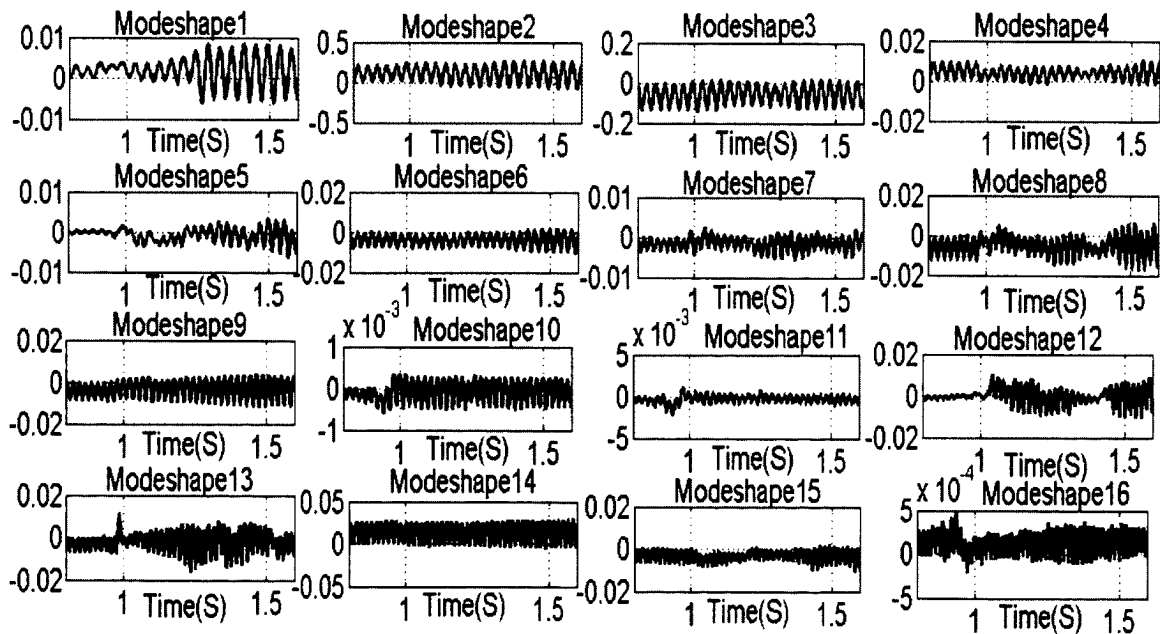 Modeshape1 Modeshape2 Modeshape3 Modeshape4
0.01 0.5 0.2 0.02
0 0 0 0
-0.01 -0.5 -0.2 -0.02
1 Time(S) 1.5 1 Time(S) 1.5 1 Time(S) 1.5 1 Time(S) 1.5
Modeshape5 Modeshape6 Modeshape7 Modeshape8
0.01 0.02 0.01 0.02
0 0 0 0
-0.01 -0.02 -0.01 -0.02
1 Time(S) 1.5 1 Time(S) 1.5 1 Time(S) 1.5 1 Time(S) 1.5
Modeshape9 x 10⁻³ Modeshape10 x 10⁻³ Modeshape11 Modeshape12
0.02 1 5 0.02
0 0 0 0
-0.02 -1 -5 -0.02
1 Time(S) 1.5 1 Time(S) 1.5 1 Time(S) 1.5 1 Time(S) 1.5
Modeshape13 Modeshape14 Modeshape15 x 10⁻⁴ Modeshape16
0.02 0.05 0.02 5
0 0 0 0
-0.02 0.05 -0.02 -5
1 Time(S) 1.5 1 Time(S) 1.5 1 Time(S) 1.5 1 Time(S) 1.5